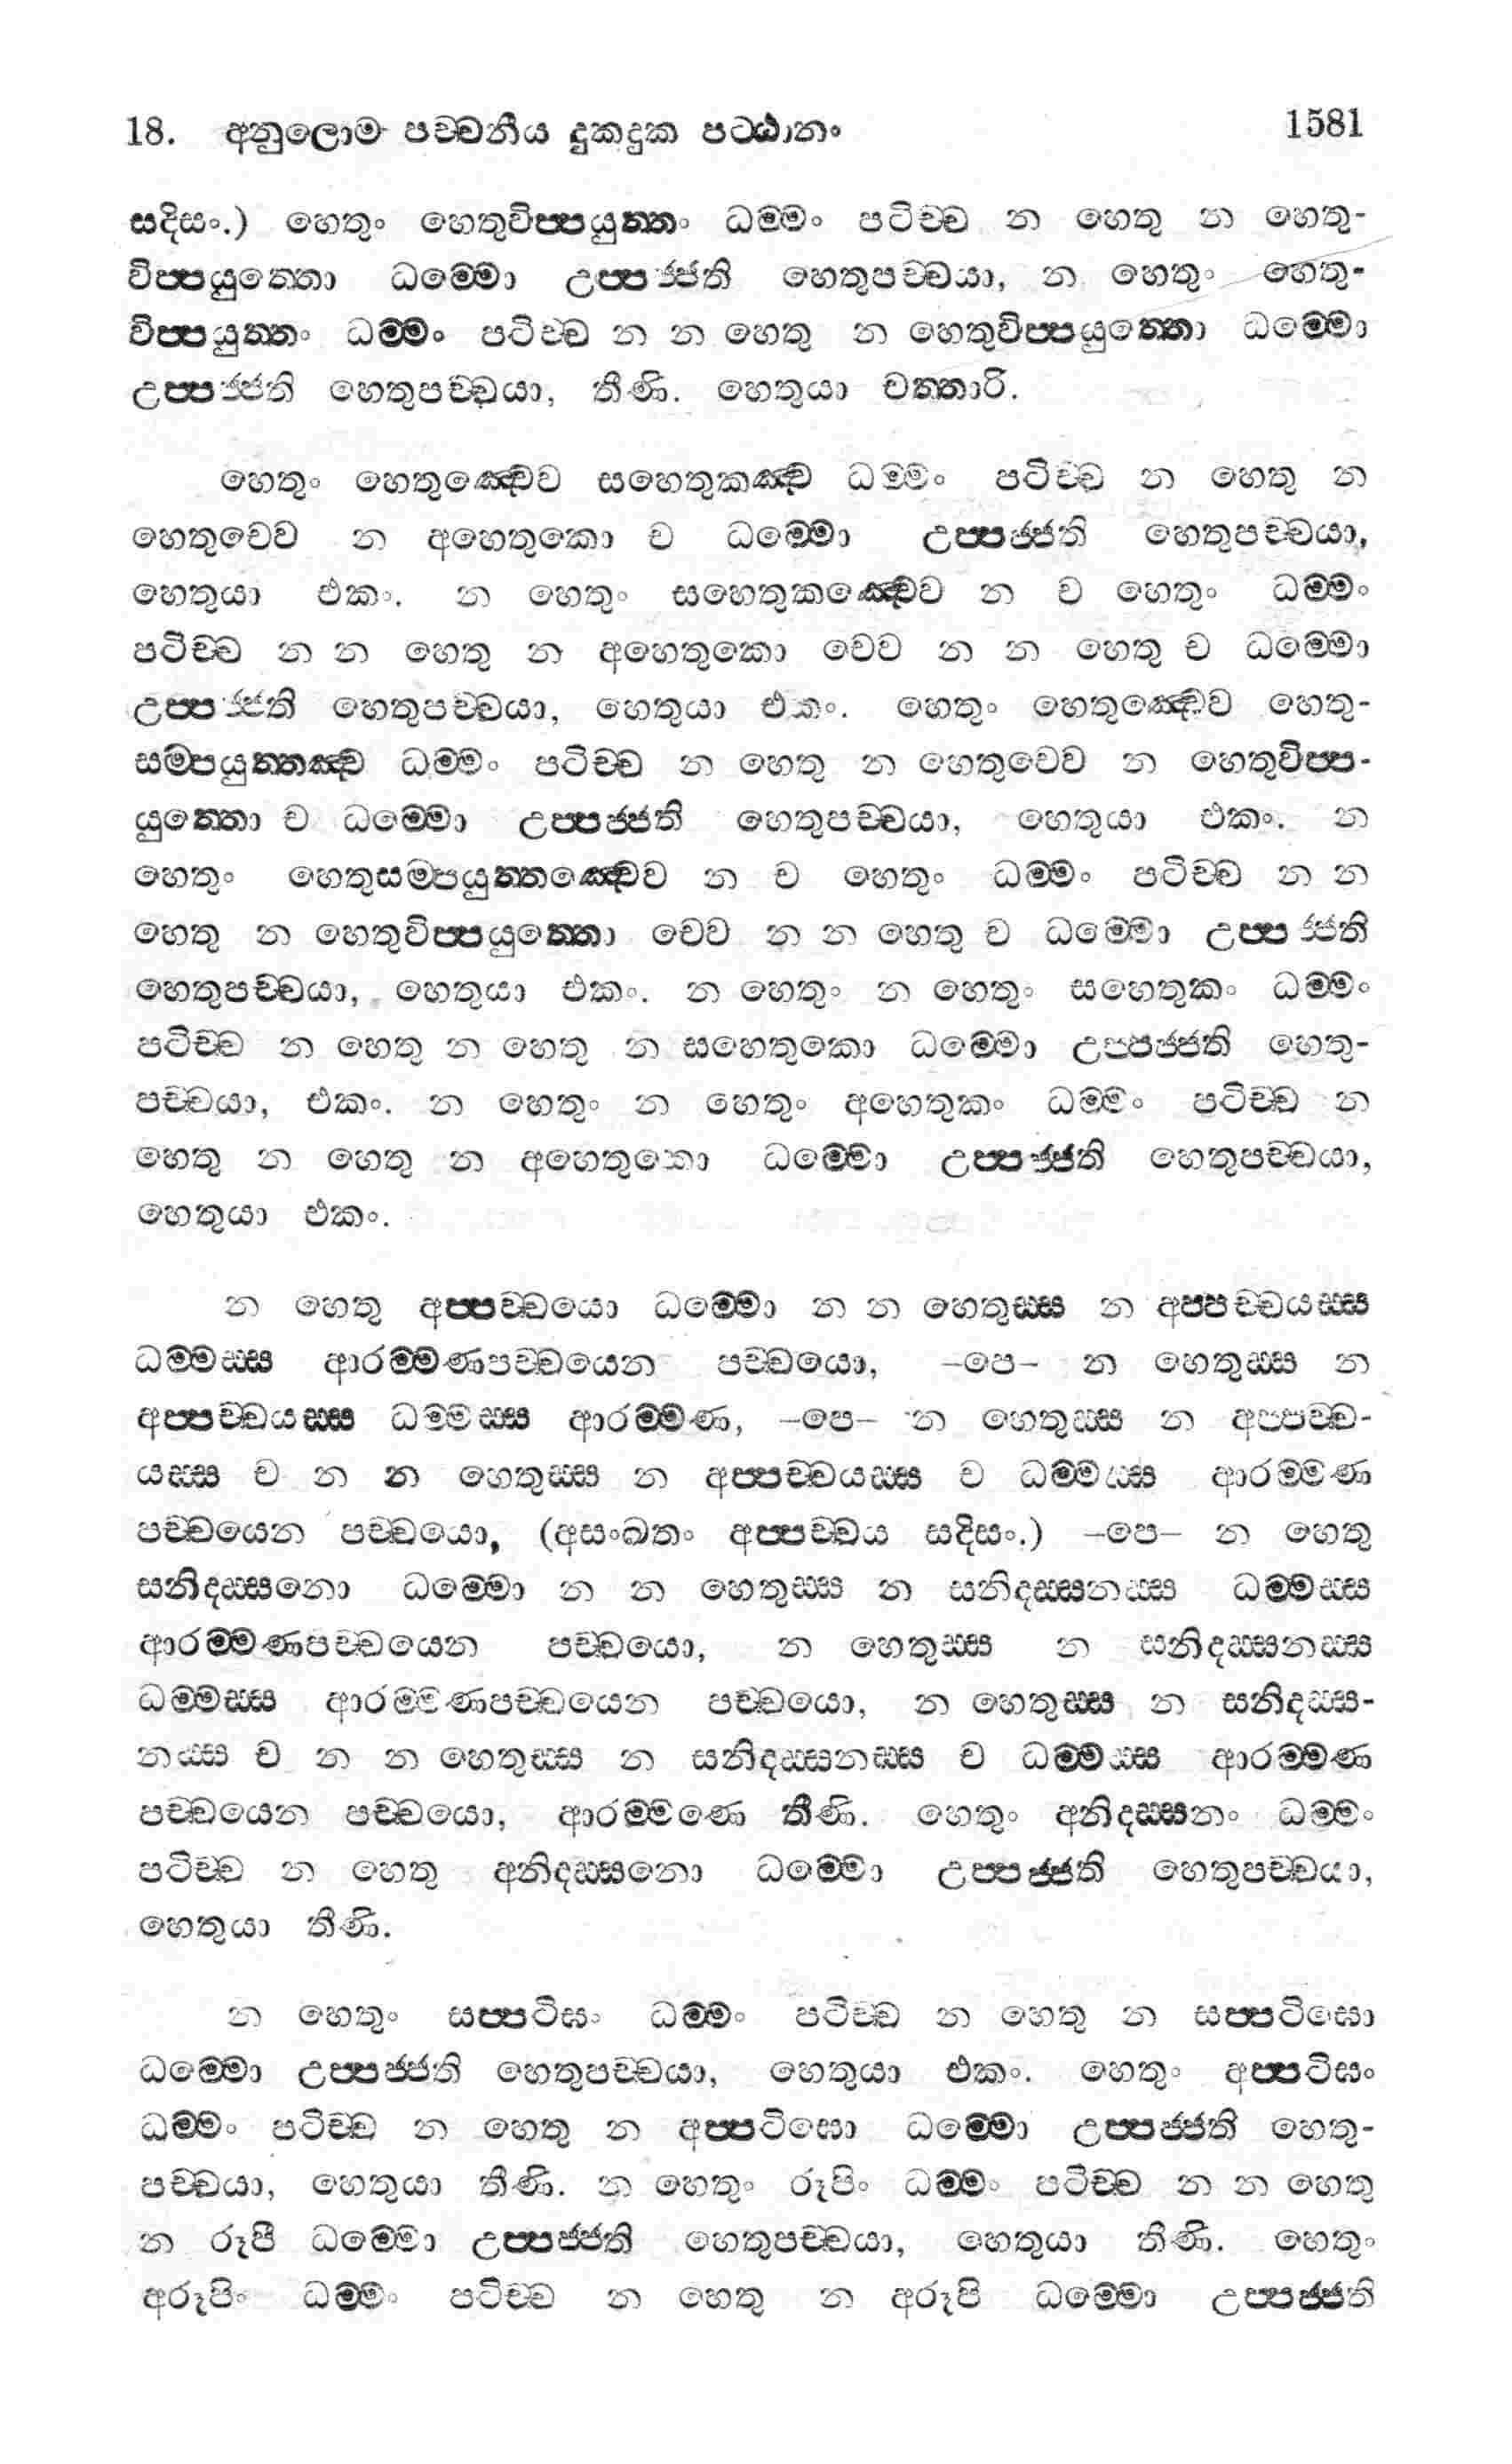 18. අනුලොම පච්චනීය දුකදුක පට්ඨානං 1581
සදිසං.) හෙතුං හෙතුවිප්පයුත්තං ධම්මං පටිච්ච න හෙතු න හෙතු-
විප්පයුත්තො ධම්මො උප්පජ්ජති හෙතුපච්චයා, න හෙතුං හෙතු-
විප්පයුත්තං ධම්මං පටිච්ච න න හෙතු න හෙතුවිප්පයුත්තො ධම්මො
උප්පජ්ජති හෙතුපච්චයා, තීණි. හෙතුයා චත්තාරි.
හෙතුං හෙතුඤ්චෙව සහෙතුකඤ්ච ධම්මං පටිච්ච න හෙතු න
හෙතුචෙව න අහෙතුකො ච ධම්මො උප්පජ්ජති හෙතුපච්චයා,
හෙතුයා එකං. න හෙතුං සහෙතුකඤ්චෙව න ච හෙතුං ධම්මං
පටිච්ච න න හෙතු න අහෙතුකො චෙව න න හෙතු ච ධම්මො
උප්පජ්ජති හෙතුපච්චයා, හෙතුයා එකං. හෙතුං හෙතුඤ්චෙව හෙතු-
සම්පයුත්තඤ්ච ධම්මං පටිච්ච න හෙතු න හෙතුචෙව න හෙතුවිප්ප-
යුත්තො ච ධම්මො උප්පජ්ජති හෙතුපච්චයා, හෙතුයා එකං. න
හෙතුං හෙතුසම්පයුත්තඤ්චෙව න ච හෙතුං ධම්මං පටිච්ච න න
හෙතු න හෙතුවිප්පයුත්තො චෙව න න හෙතු ච ධම්මො උප්පජ්ජති
හෙතුපච්චයා, හෙතුයා එකං. න හෙතුං න හෙතුං සහෙතුකං ධම්මං
පටිච්ච න හෙතු න හෙතු න සහෙතුකො ධම්මො උප්පජ්ජති හෙතු-
පච්චයා, එකං. න හෙතුං න හෙතුං අහෙතුකං ධම්මං පටිච්ච න
හෙතු න හෙතු න අහෙතුකො ධම්මො උප්පජ්ජති හෙතුපච්චයා,
හෙතුයා එකං.
න හෙතු අප්පච්චයො ධම්මො න න හෙතුස්ස න අප්පච්චයස්ස
ධම්මස්ස ආරම්මණපච්චයෙන පච්චයො, –පෙ– න හෙතුස්ස න
අප්පච්චයස්ස ධම්මස්ස ආරම්මණ, –පෙ– න හෙතුස්ස න අප්පච්ච-
යස්ස ච න න හෙතුස්ස න අප්පච්චයස්ස ච ධම්මස්ස ආරම්මණ
පච්චයෙන පච්චයො, (අසංඛතං අප්පච්චය සදිසං.) –පෙ– න හෙතු
සනිදස්සනො ධම්මො න න හෙතුස්ස න සනිදස්සනස්ස ධම්මස්ස
ආරම්මණපච්චයෙන පච්චයො, න හෙතුස්ස න සනිදස්සනස්ස
ධම්මස්ස ආරම්මණපච්චයෙන පච්චයො, න හෙතුස්ස න සනිදස්ස-
නස්ස ච න න හෙතුස්ස න සනිදස්සනස්ස ච ධම්මස්ස ආරම්මණ
පච්චයෙන පච්චයො, ආරම්මණෙ තීණි. හෙතුං අනිදස්සනං ධම්මං
පටිච්ච න හෙතු අනිදස්සනො ධම්මො උප්පජ්ජති හෙතුපච්චයා,
හෙතුයා තීණි.
න හෙතුං සප්පටිඝං ධම්මං පටිච්ච න හෙතු න සප්පටිඝො
ධම්මො උප්පජ්ජති හෙතුපච්චයා, හෙතුයා එකං. හෙතුං අප්පටිඝං
ධම්මං පටිච්ච න හෙතු න අප්පටිඝො ධම්මො උප්පජ්ජති හෙතු-
පච්චයා, හෙතුයා තීණි. න හෙතුං රූපිං ධම්මං පටිච්ච න න හෙතු
න රූපී ධම්මො උප්පජ්ජති හෙතුපච්චයා, හෙතුයා තීණි. හෙතුං
අරූපිං ධම්මං පටිච්ච න හෙතු න අරූපි ධම්මො උප්පජ්ජති